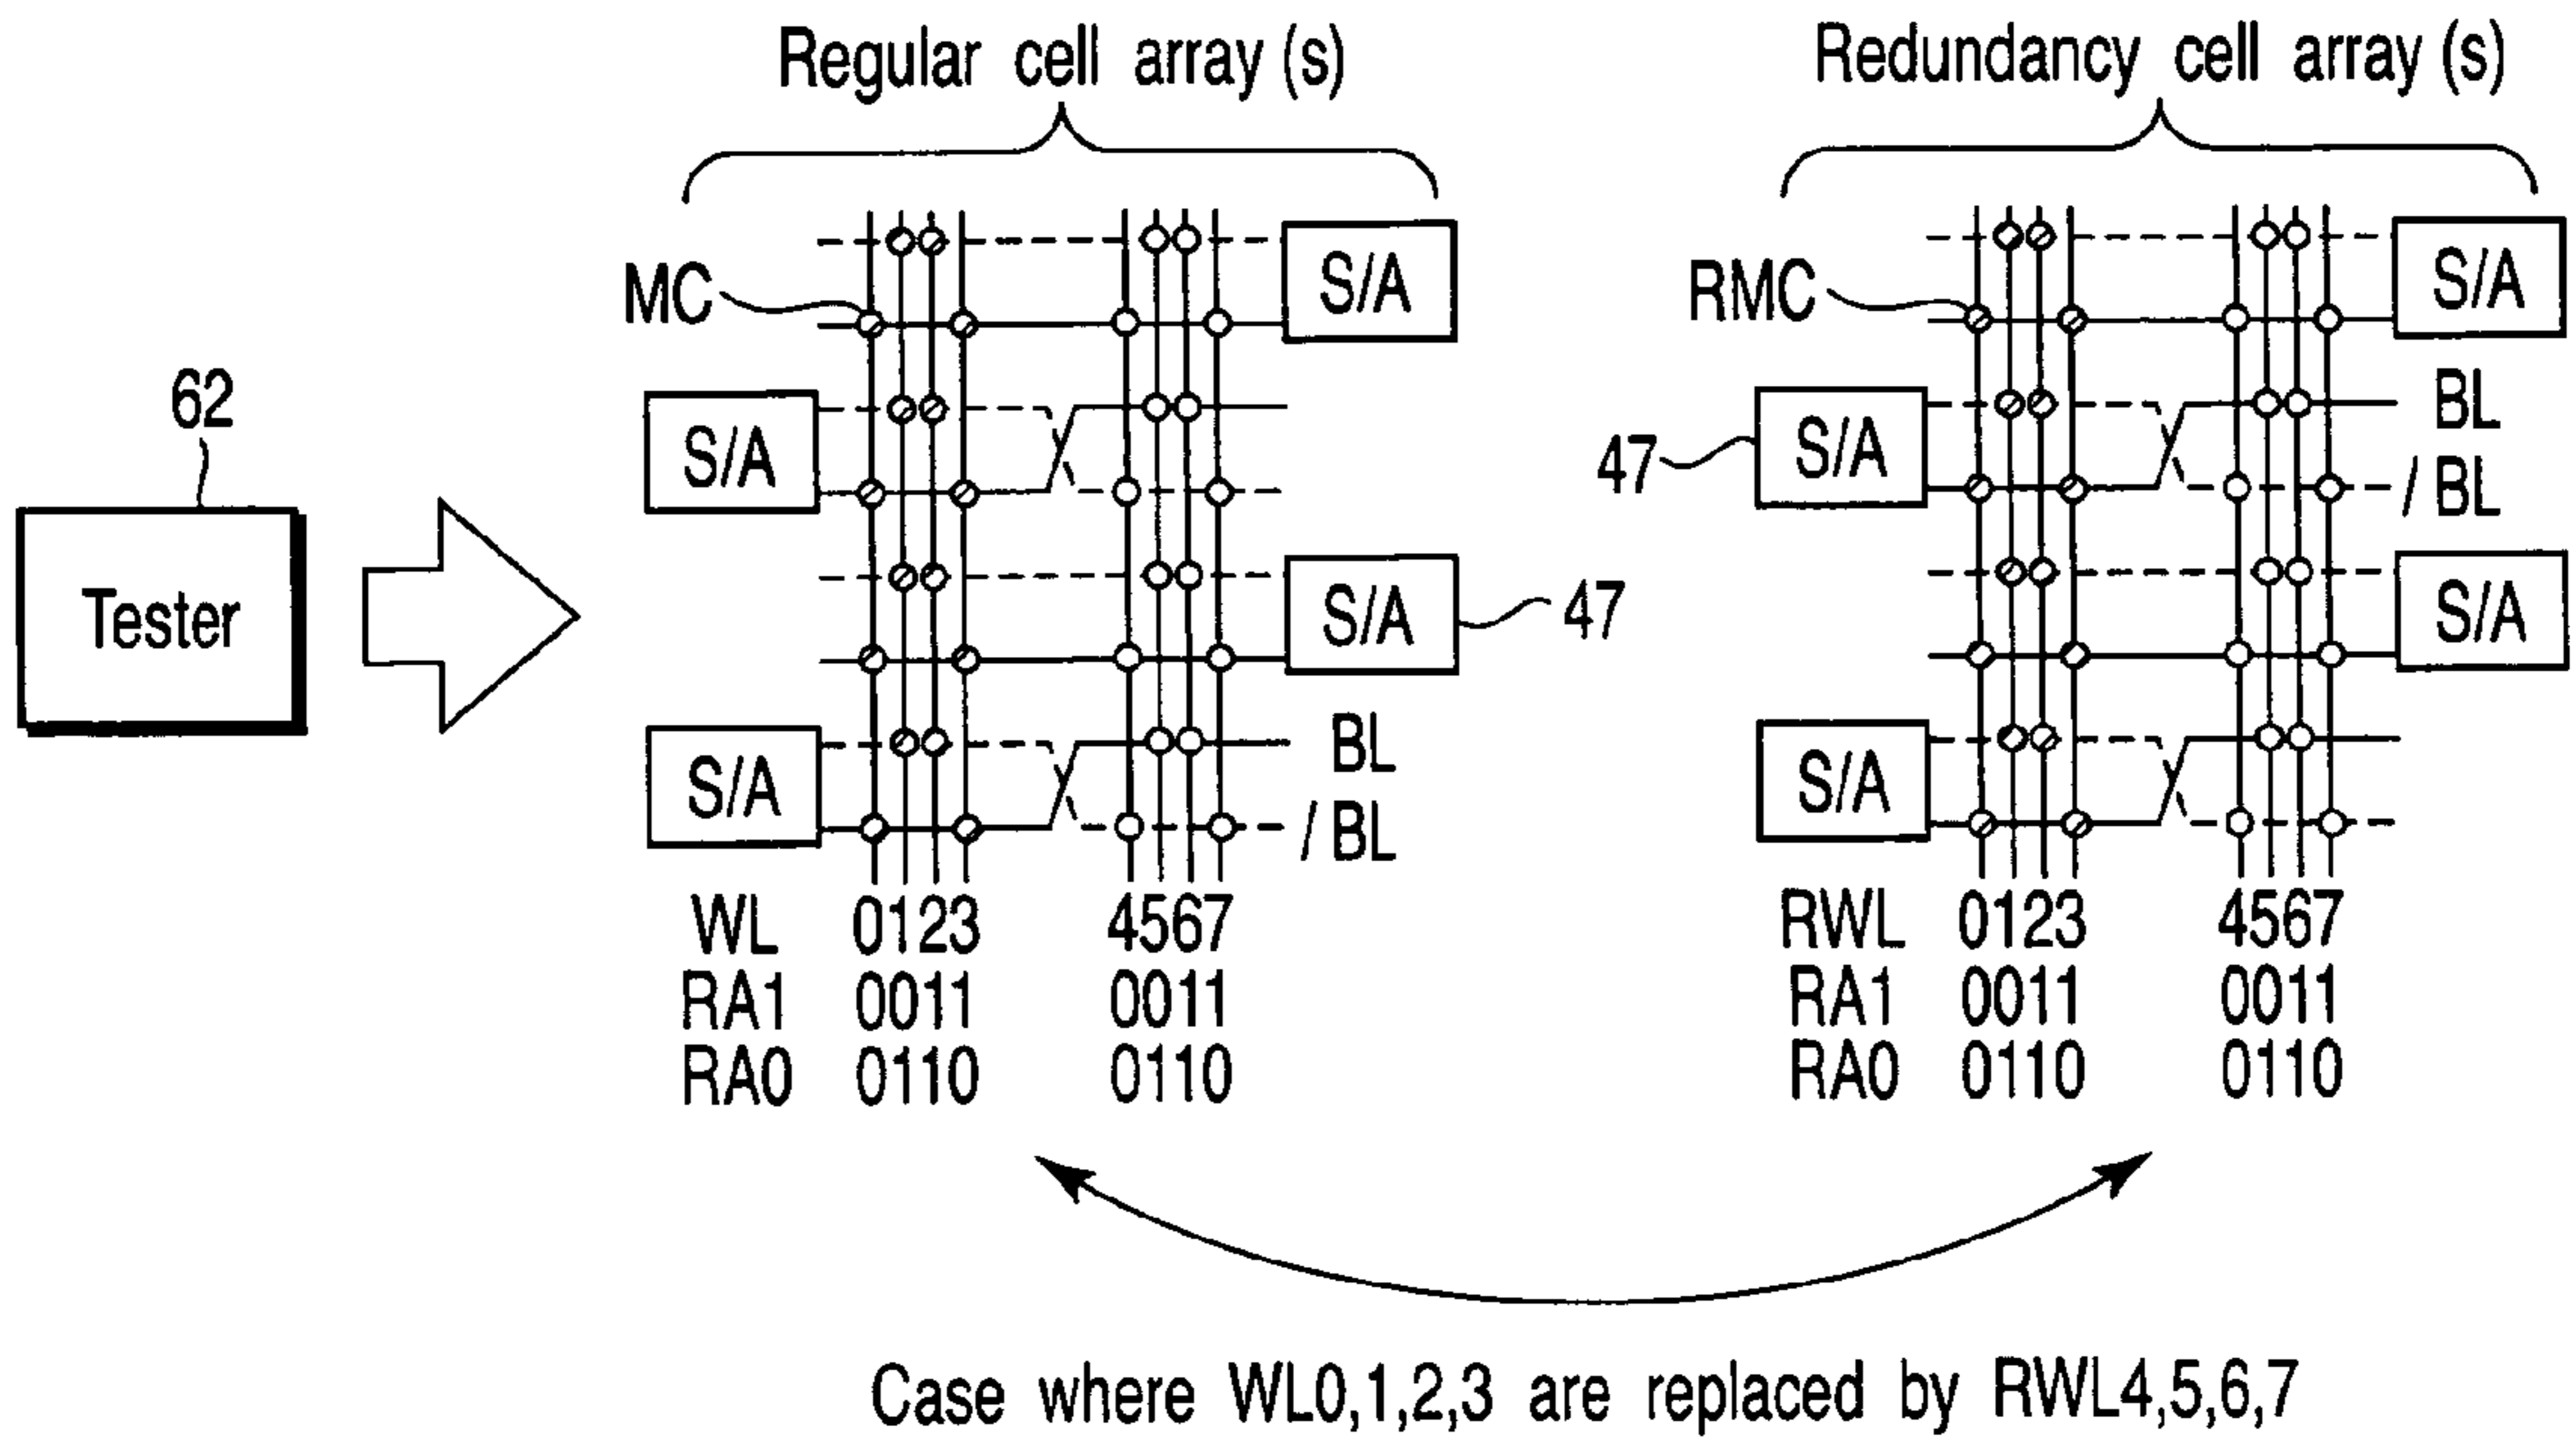 Regular cell array (s)
Redundancy cell array (s)
MC
S/A
RMC
S/A
62
S/A
47
S/A
BL
/ BL
Tester
S/A
47
S/A
S/A
BL
/ BL
S/A
WL 0123 4567
RA1 0011 0011
RA0 0110 0110
RWL 0123 4567
RA1 0011 0011
RA0 0110 0110
Case where WL0,1,2,3 are replaced by RWL4,5,6,7